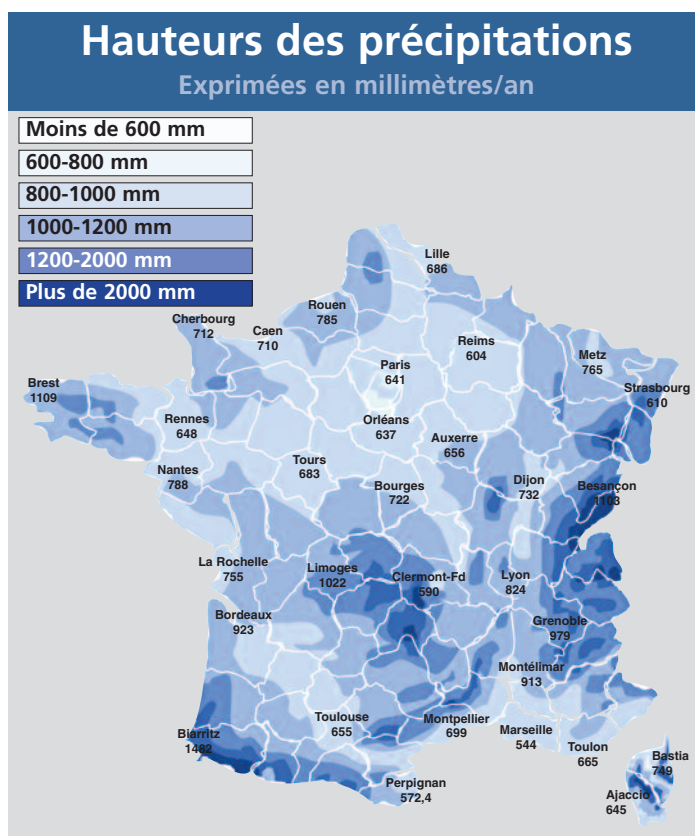 Hauteurs des précipitations
Exprimées en millimètres/an
Moins de 600 mm
600-800 mm
800-1000 mm
1000-1200 mm
1200-2000 mm
Plus de 2000 mm
Lille
686
Rouen
785
Cherbourg
712
Caen
710
Reims
604
Metz
765
Paris
641
Brest
1109
Strasbourg
610
Rennes
648
Orléans
637
Auxerre
656
Tours
683
Nantes
788
Bourges
722
Dijon
732
Besançon
1103
La Rochelle
755
Limoges
1022
Clermont-Fd
590
Lyon
824
Bordeaux
923
Grenoble
979
Montélimar
913
Toulouse
655
Montpellier
699
Biarritz
1482
Marseille
544
Toulon
665
Bastia
749
Perpignan
572,4
Ajaccio
645